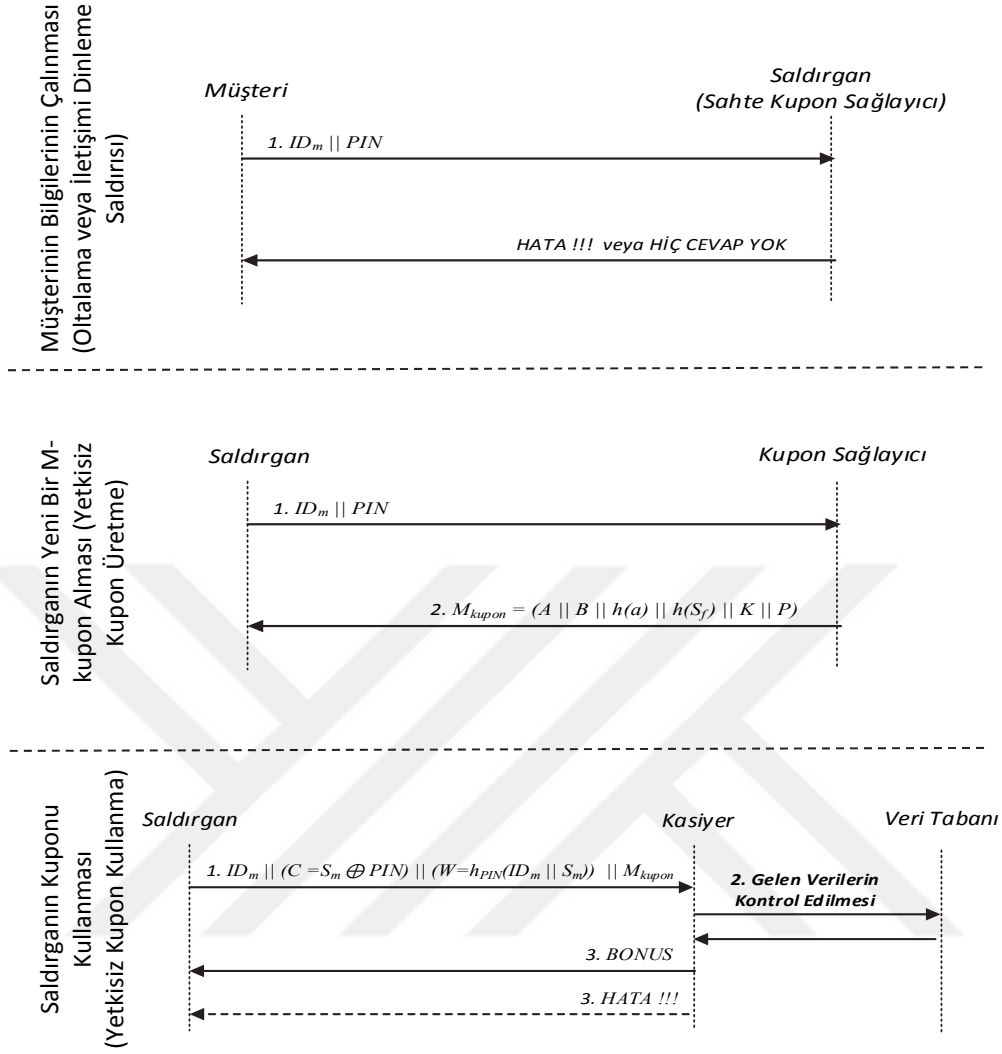 Müşterinin Bilgilerinin Çalınması
(Oltalama veya İletişimi Dinleme
Saldırısı)
Müşteri
Saldırgan
(Sahte Kupon Sağlayıcı)
1. IDm || PIN
HATA !!! veya HİÇ CEVAP YOK
Saldırganın Yeni Bir M-
kupon Alması (Yetkisiz
Kupon Üretme)
Saldırgan
Kupon Sağlayıcı
1. IDm || PIN
2. Mkupon = (A || B || h(a) || h(Sf) || K || P)
Saldırganın Kuponu
Kullanması
(Yetkisiz Kupon Kullanma)
Saldırgan
Kasiyer
Veri Tabanı
1. IDm || (C =Sm ⊕ PIN) || (W=hPIN(IDm || Sm)) || Mkupon
2. Gelen Verilerin
Kontrol Edilmesi
3. BONUS
3. HATA !!!